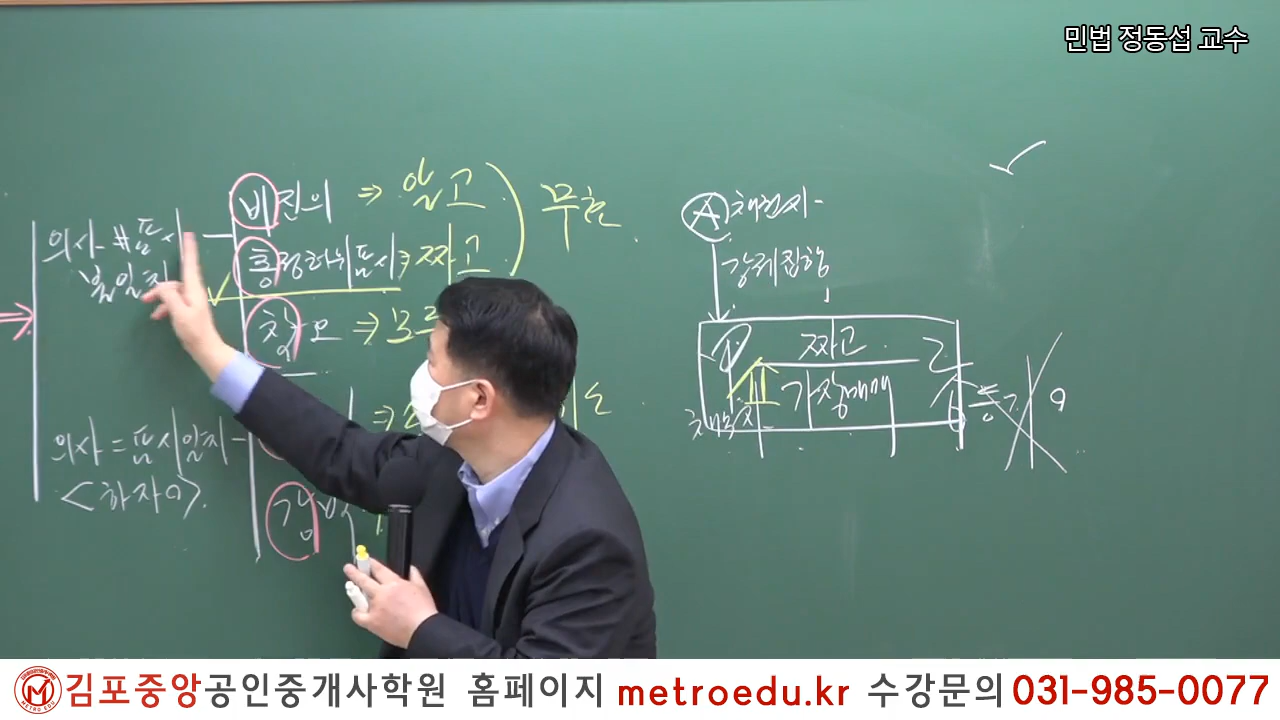 민법 정동섭 교수
비진의 ⇒ 알고
무효
의사 #표시
불일치
통정허위표시 ⇒ 짜고
착오 ⇒ 모르
의사=표시일치
<하자O>.
강박
A 채권자-
강제집행
짜고
가장매매
채무자
김포중앙공인중개사학원 홈페이지 metroedu.kr 수강문의 031-985-0077
METRO EDU